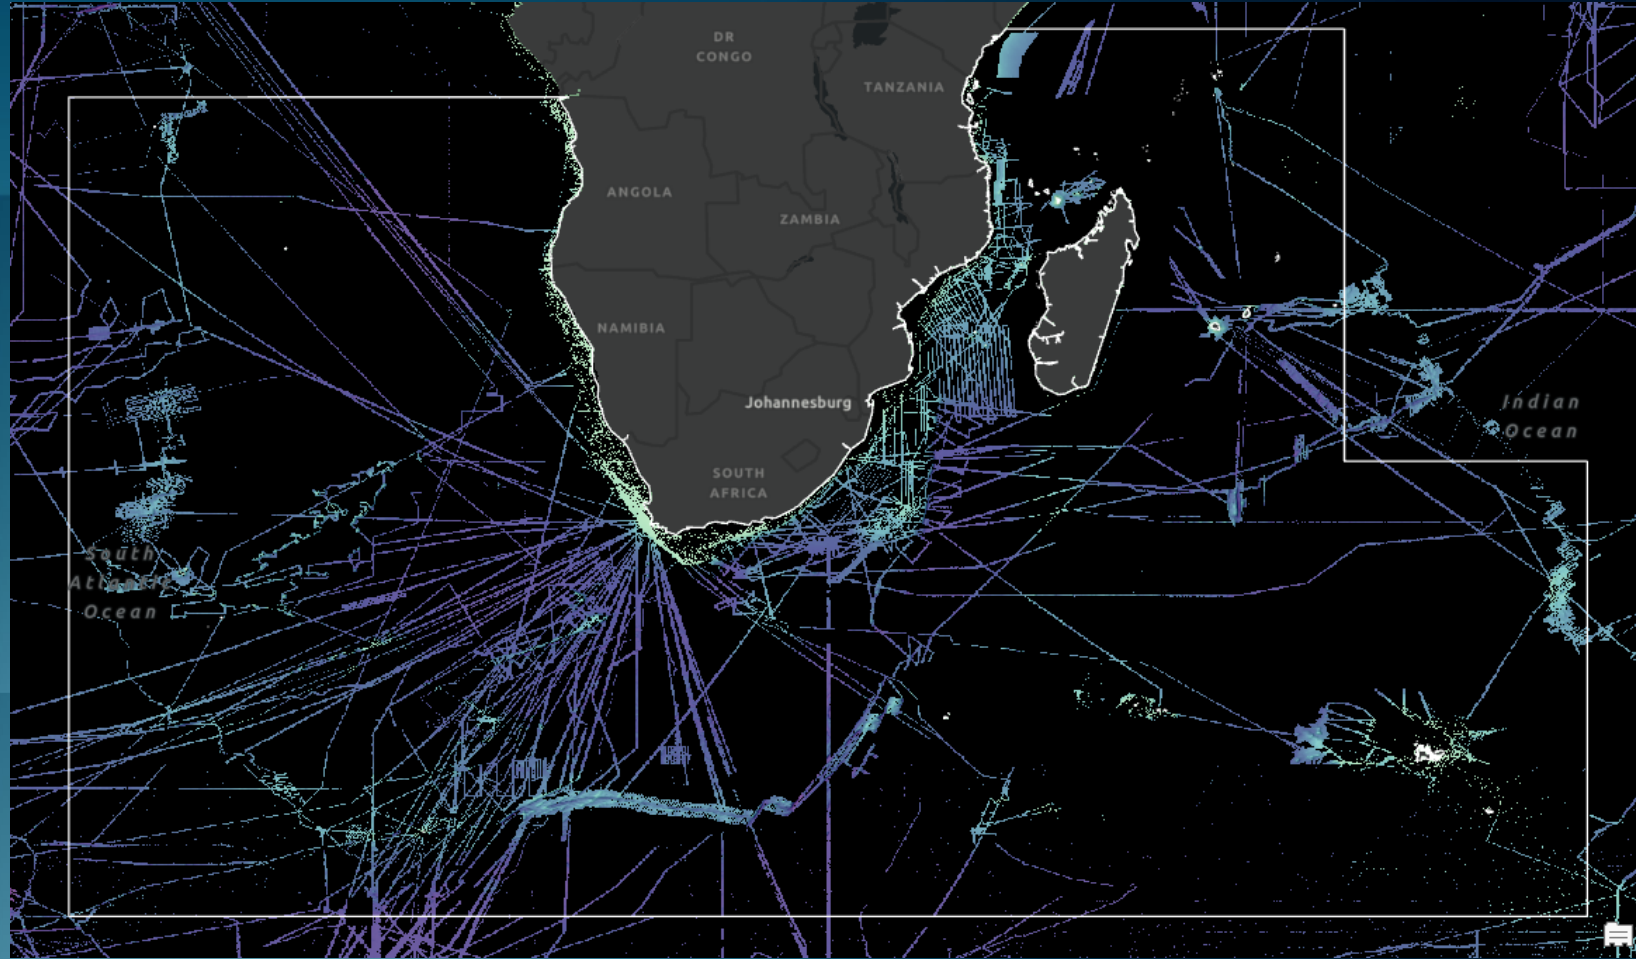 DR
CONGO
TANZANIA
ANGOLA
ZAMBIA
NAMIBIA
Johannesburg
Indian
Ocean
SOUTH
AFRICA
South
Atlantic
Ocean